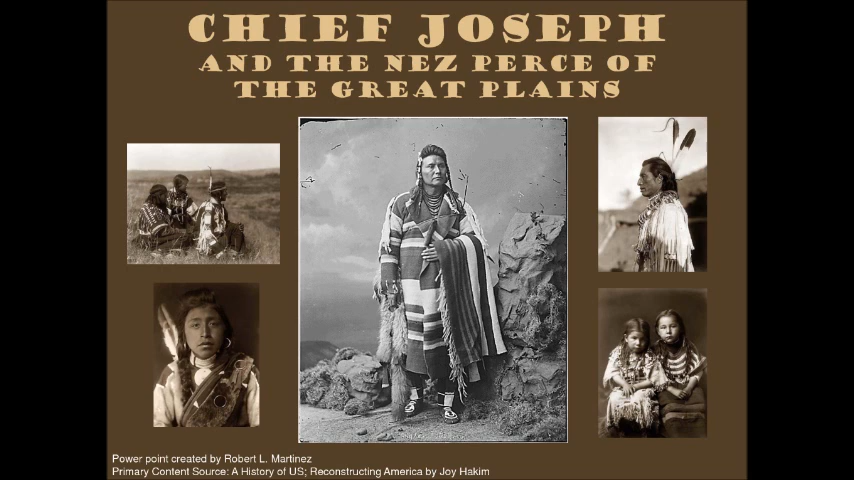 CHIEF JOSEPH
AND THE NEZ PERCE OF
THE GREAT PLAINS
Power point created by Robert L. Martinez
Primary Content Source: A History of US; Reconstructing America by Joy Hakim